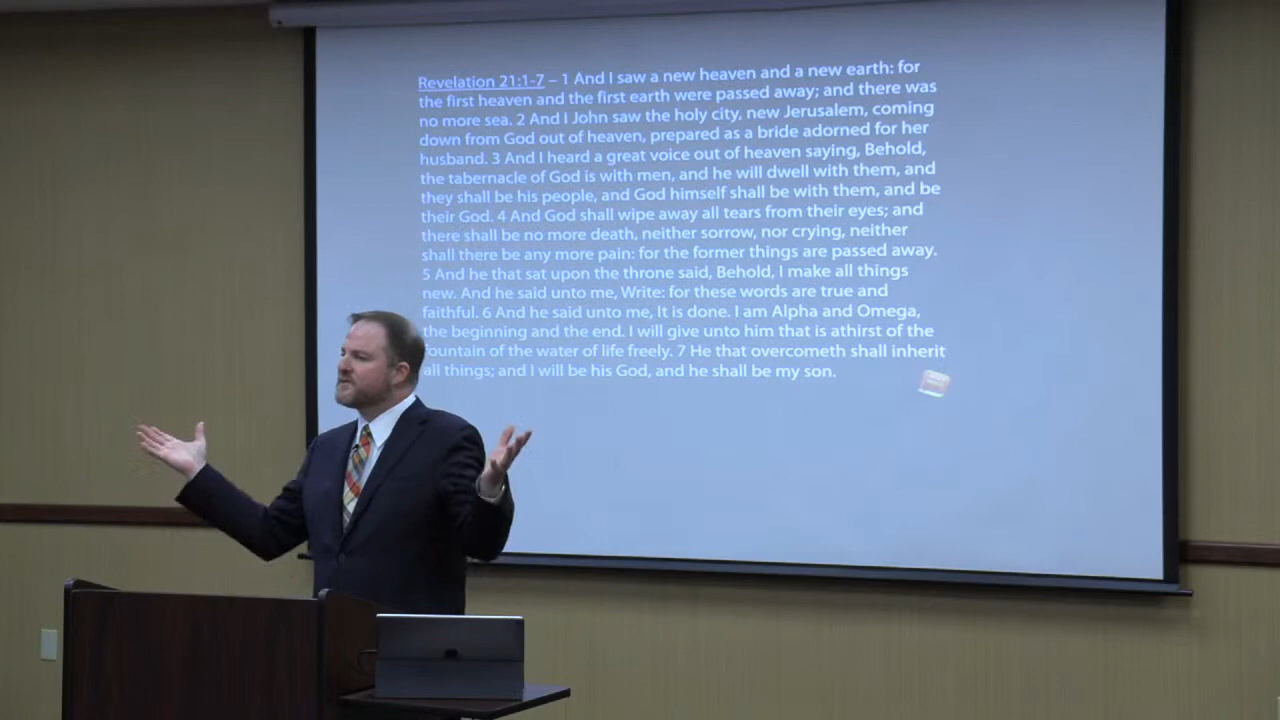 Revelation 21:1-7 – 1 And I saw a new heaven and a new earth: for
the first heaven and the first earth were passed away; and there was
no more sea. 2 And I John saw the holy city, new Jerusalem, coming
down from God out of heaven, prepared as a bride adorned for her
husband. 3 And I heard a great voice out of heaven saying, Behold,
the tabernacle of God is with men, and he will dwell with them, and
they shall be his people, and God himself shall be with them, and be
their God. 4 And God shall wipe away all tears from their eyes; and
there shall be no more death, neither sorrow, nor crying, neither
shall there be any more pain: for the former things are passed away.
5 And he that sat upon the throne said, Behold, I make all things
new. And he said unto me, Write: for these words are true and
faithful. 6 And he said unto me, It is done. I am Alpha and Omega,
the beginning and the end. I will give unto him that is athirst of the
fountain of the water of life freely. 7 He that overcometh shall inherit
all things; and I will be his God, and he shall be my son.